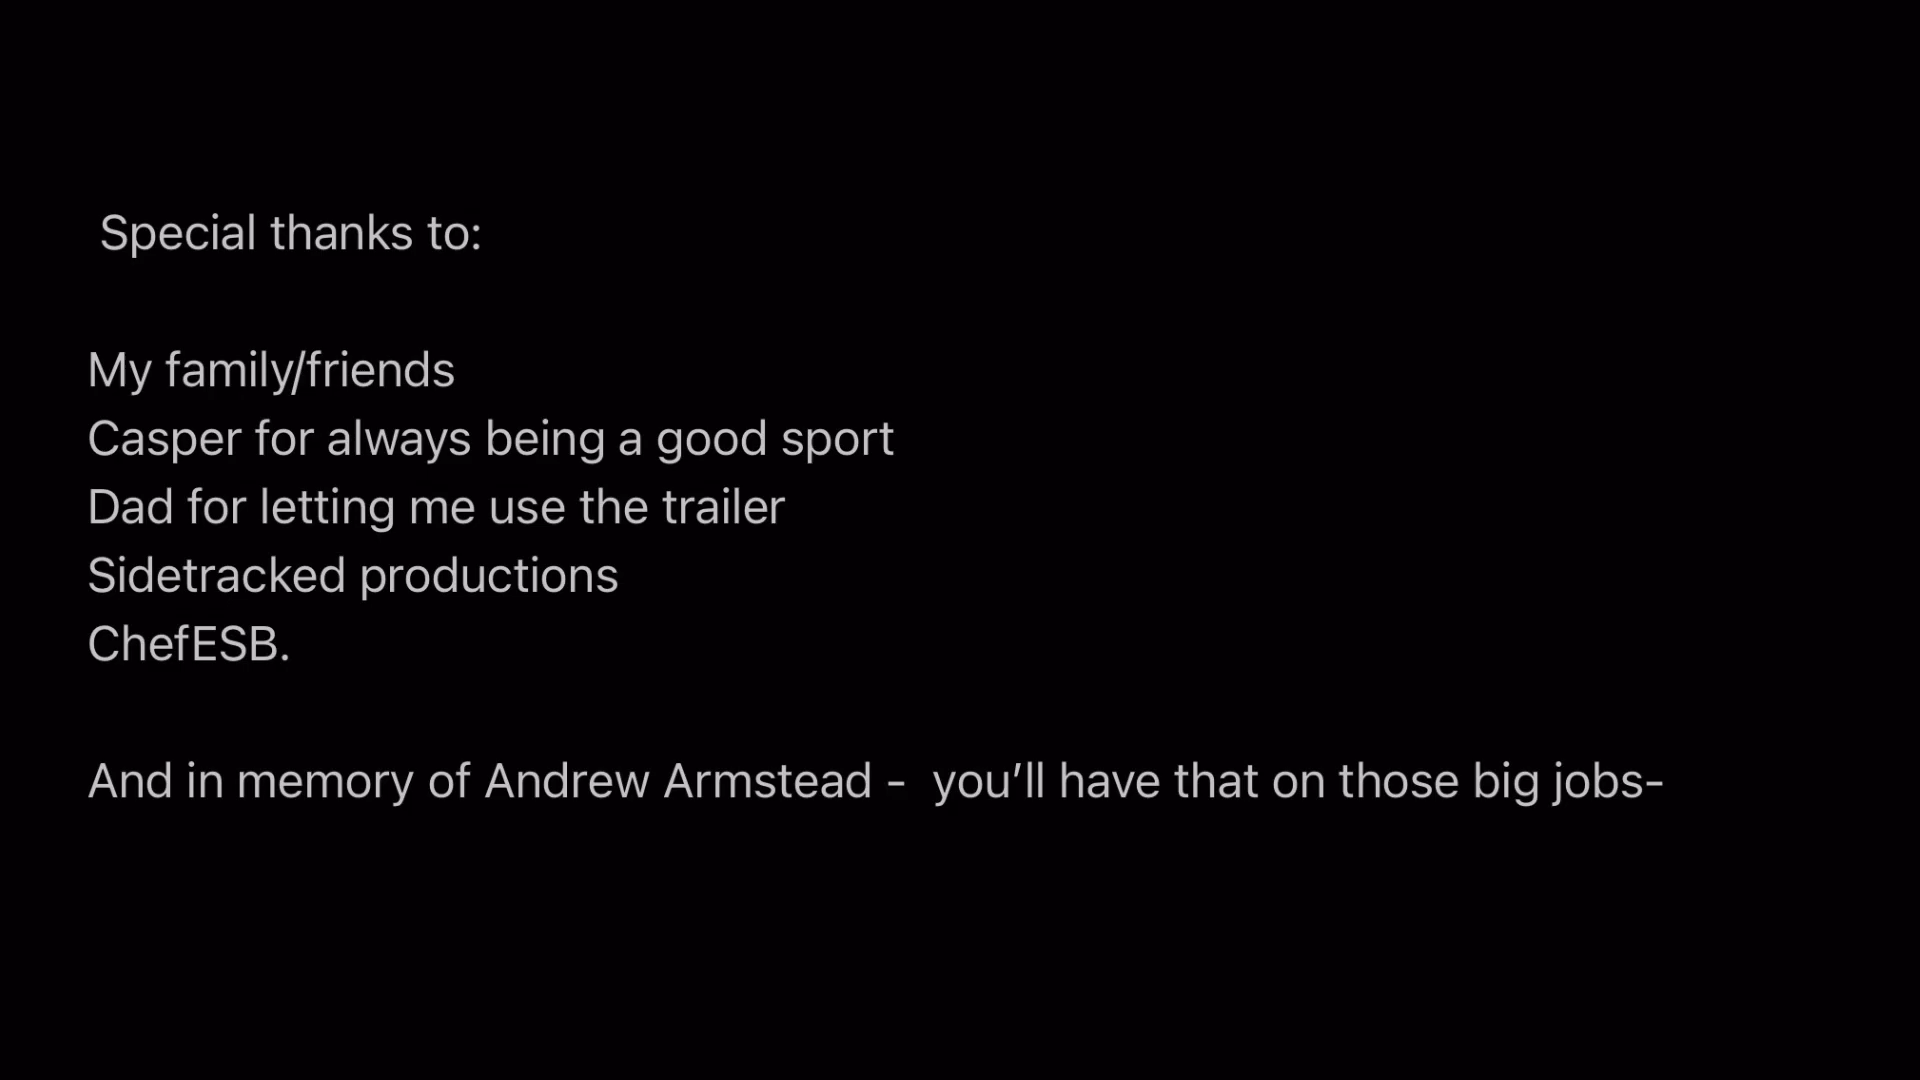 Special thanks to:
My family/friends
Casper for always being a good sport
Dad for letting me use the trailer
Sidetracked productions
ChefESB.
And in memory of Andrew Armstead -  you’ll have that on those big jobs-